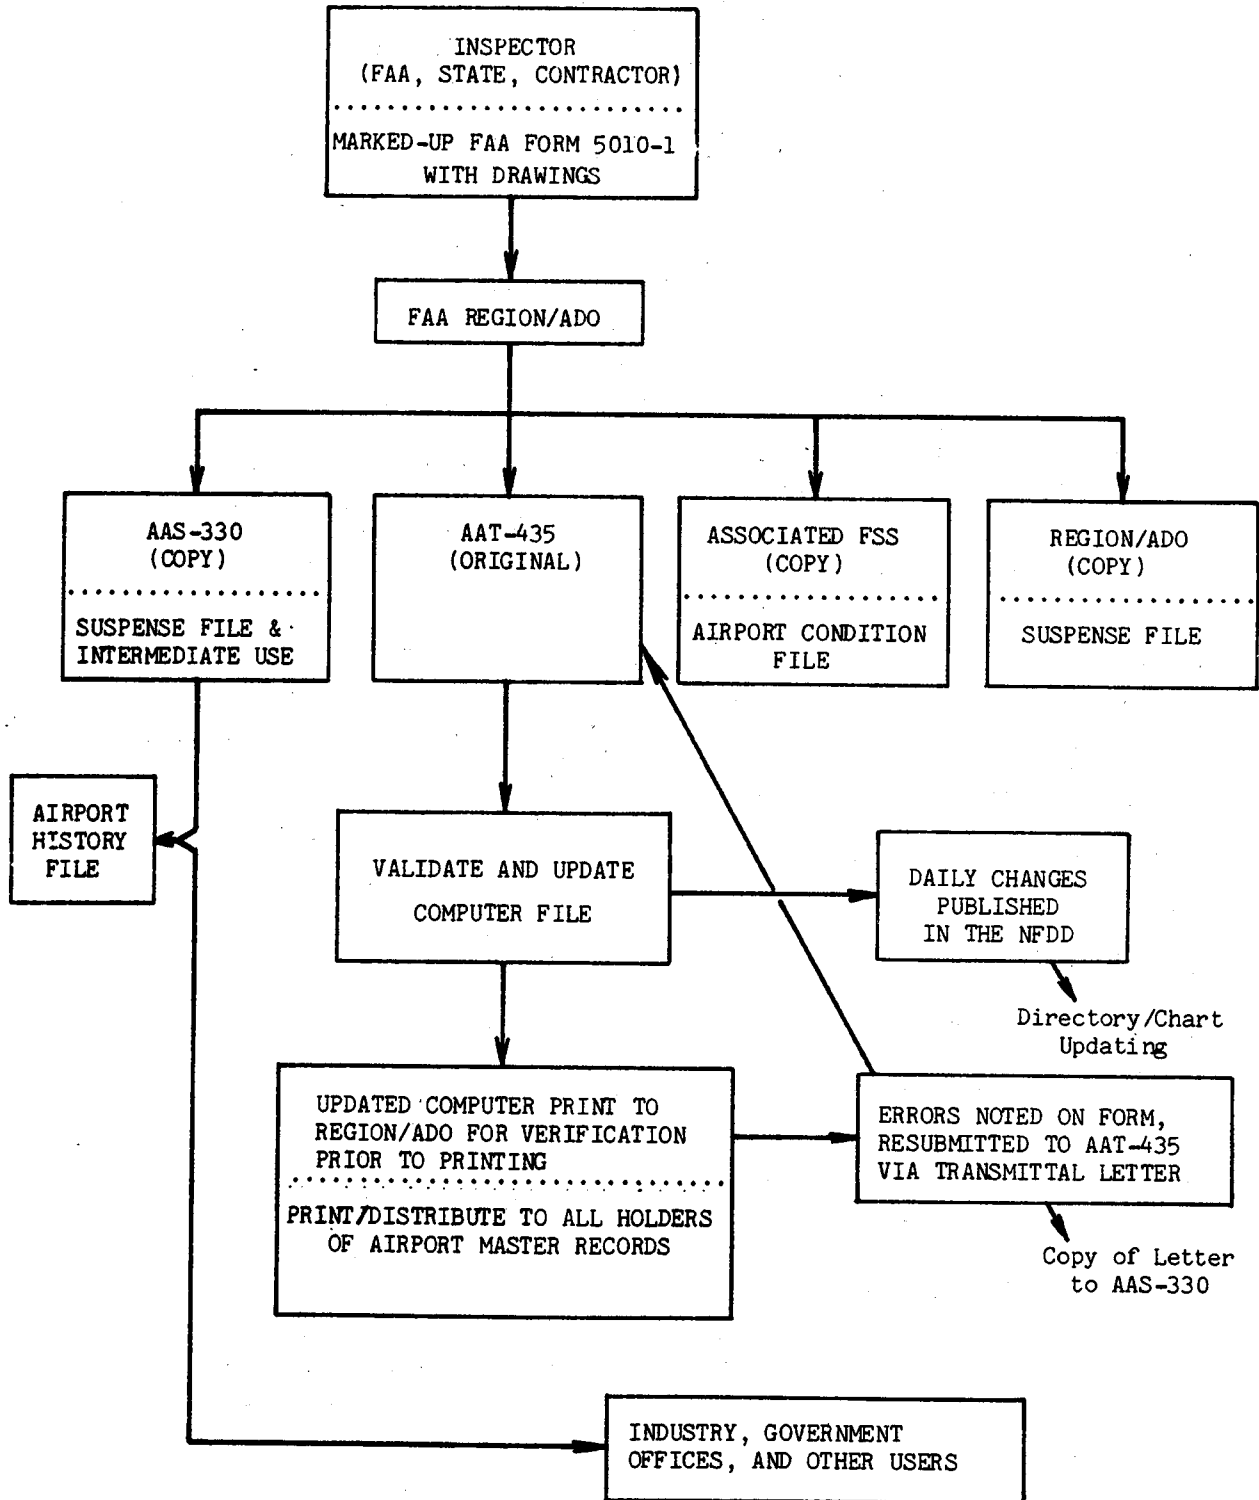 INSPECTOR
(FAA, STATE, CONTRACTOR)
MARKED-UP FAA FORM 5010-1
WITH DRAWINGS
FAA REGION/ADO
AAS-330
(COPY)
SUSPENSE FILE &
INTERMEDIATE USE
AAT-435
(ORIGINAL)
ASSOCIATED FSS
(COPY)
AIRPORT CONDITION
FILE
REGION/ADO
(COPY)
SUSPENSE FILE
AIRPORT
HISTORY
FILE
VALIDATE AND UPDATE
COMPUTER FILE
DAILY CHANGES
PUBLISHED
IN THE NFDD
Directory/Chart
Updating
UPDATED COMPUTER PRINT TO
REGION/ADO FOR VERIFICATION
PRIOR TO PRINTING
PRINT/DISTRIBUTE TO ALL HOLDERS
OF AIRPORT MASTER RECORDS
ERRORS NOTED ON FORM,
RESUBMITTED TO AAT-435
VIA TRANSMITTAL LETTER
Copy of Letter
to AAS-330
INDUSTRY, GOVERNMENT
OFFICES, AND OTHER USERS